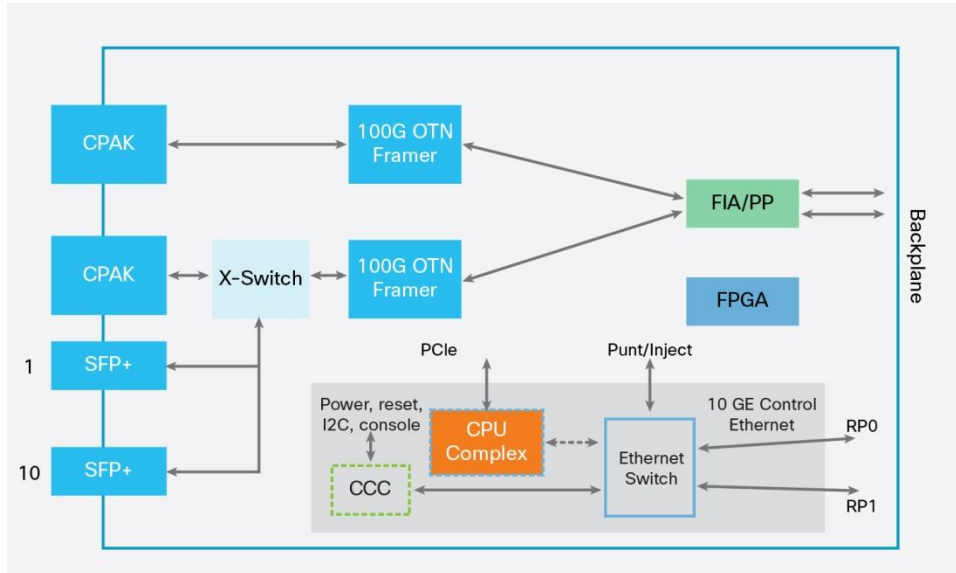 CPAK
100G OTN
Framer
FIA/PP
Backplane
CPAK
X-Switch
100G OTN
Framer
FPGA
1
SFP+
PCIe
Punt/Inject
Power, reset,
I2C, console
CPU
Complex
10 GE Control
Ethernet
RP0
10
SFP+
CCC
Ethernet
Switch
RP1